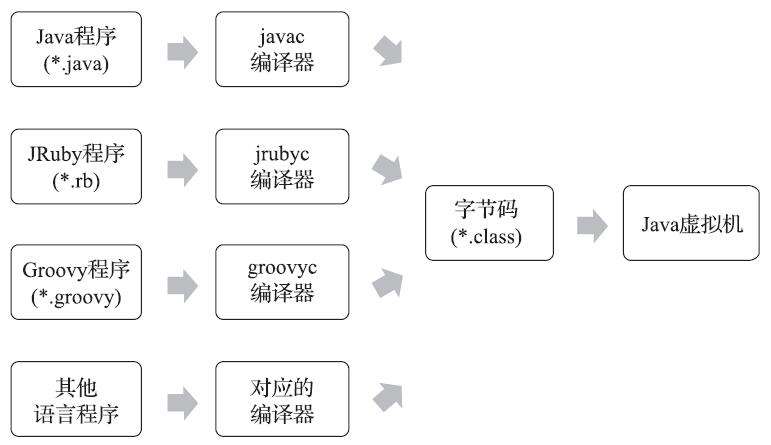 Java程序
(*.java)
javac
编译器
JRuby程序
(*.rb)
jrubyc
编译器
字节码
(*.class)
Java虚拟机
Groovy程序
(*.groovy)
groovyc
编译器
其他
语言程序
对应的
编译器